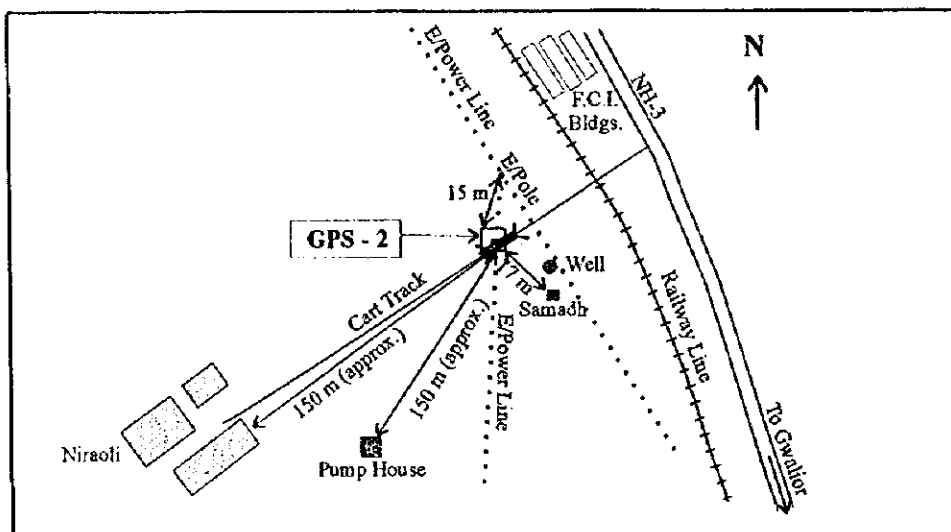 E/Power Line
N
NH-3
F.C.I.
Bldgs.
E/Pole
15 m
GPS - 2
Well
7 m
Samadh
Cart Track
Railway Line
150 m (approx.)
150 m (approx.)
E/Power Line
Niraoli
Pump House
To Gwalior